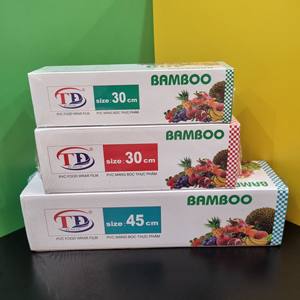 BAMBOO
TD
size: 30 cm
PVC FOOD WRAP FILM
PVC MÀNG BỌC THỰC PHẨM
BAMBOO
TD
size: 30 cm
PVC FOOD WRAP FILM
PVC MÀNG BỌC THỰC PHẨM
BAMBOO
TD
size: 45 cm
PVC FOOD WRAP FILM
PVC MÀNG BỌC THỰC PHẨM